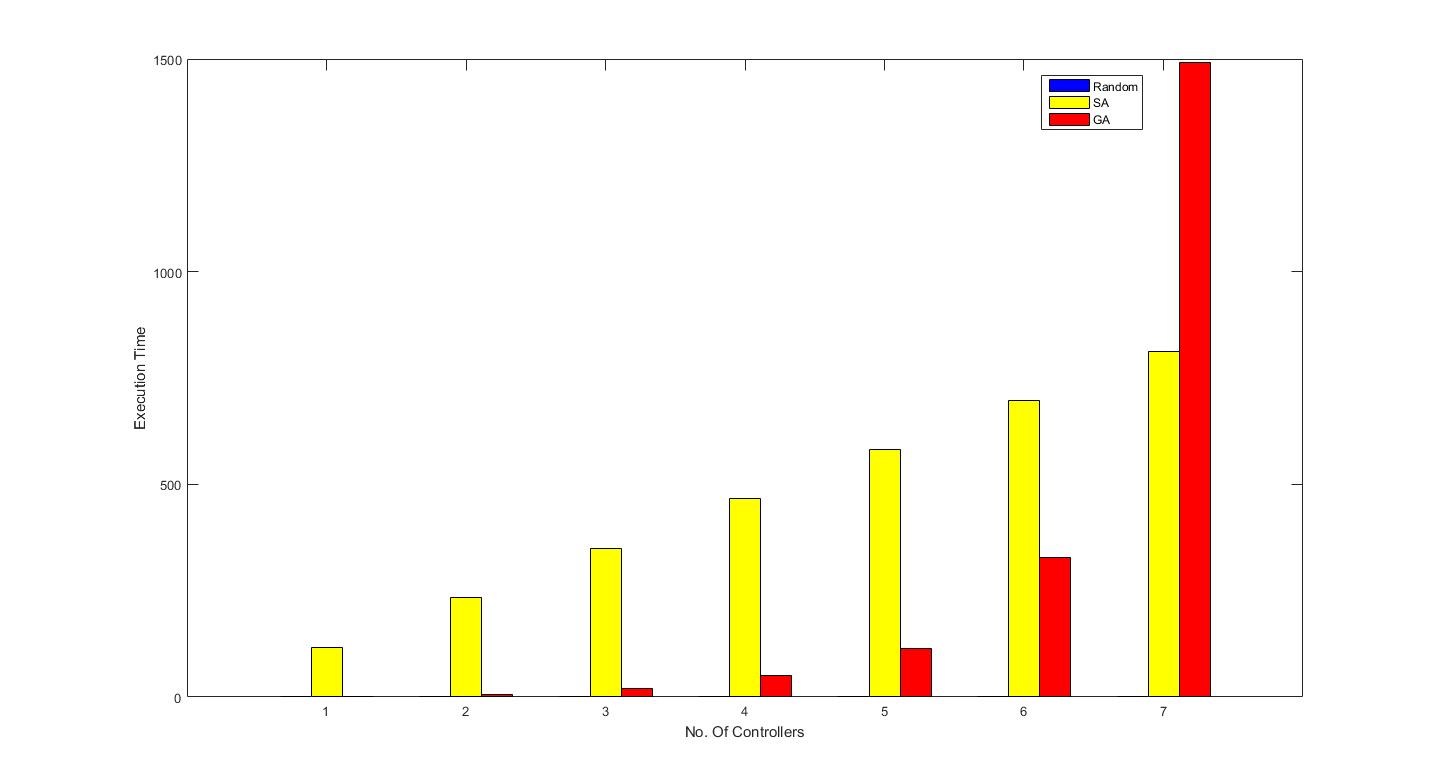 1500
1000
500
0
Execution Time
Random
SA
GA
1 2 3 4 5 6 7
No. Of Controllers